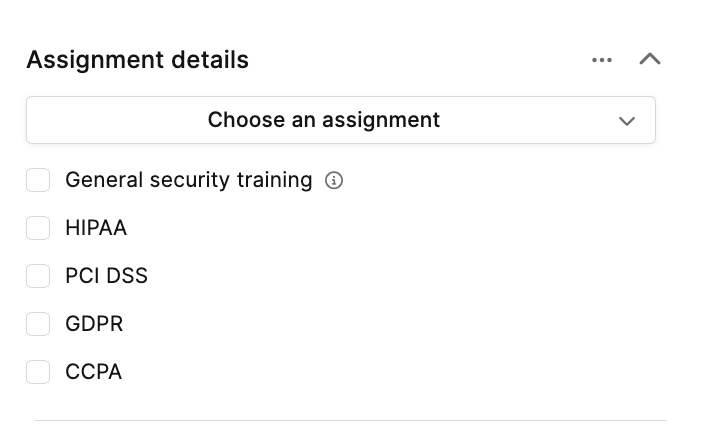 Assignment details
Choose an assignment
General security training
HIPAA
PCI DSS
GDPR
CCPA